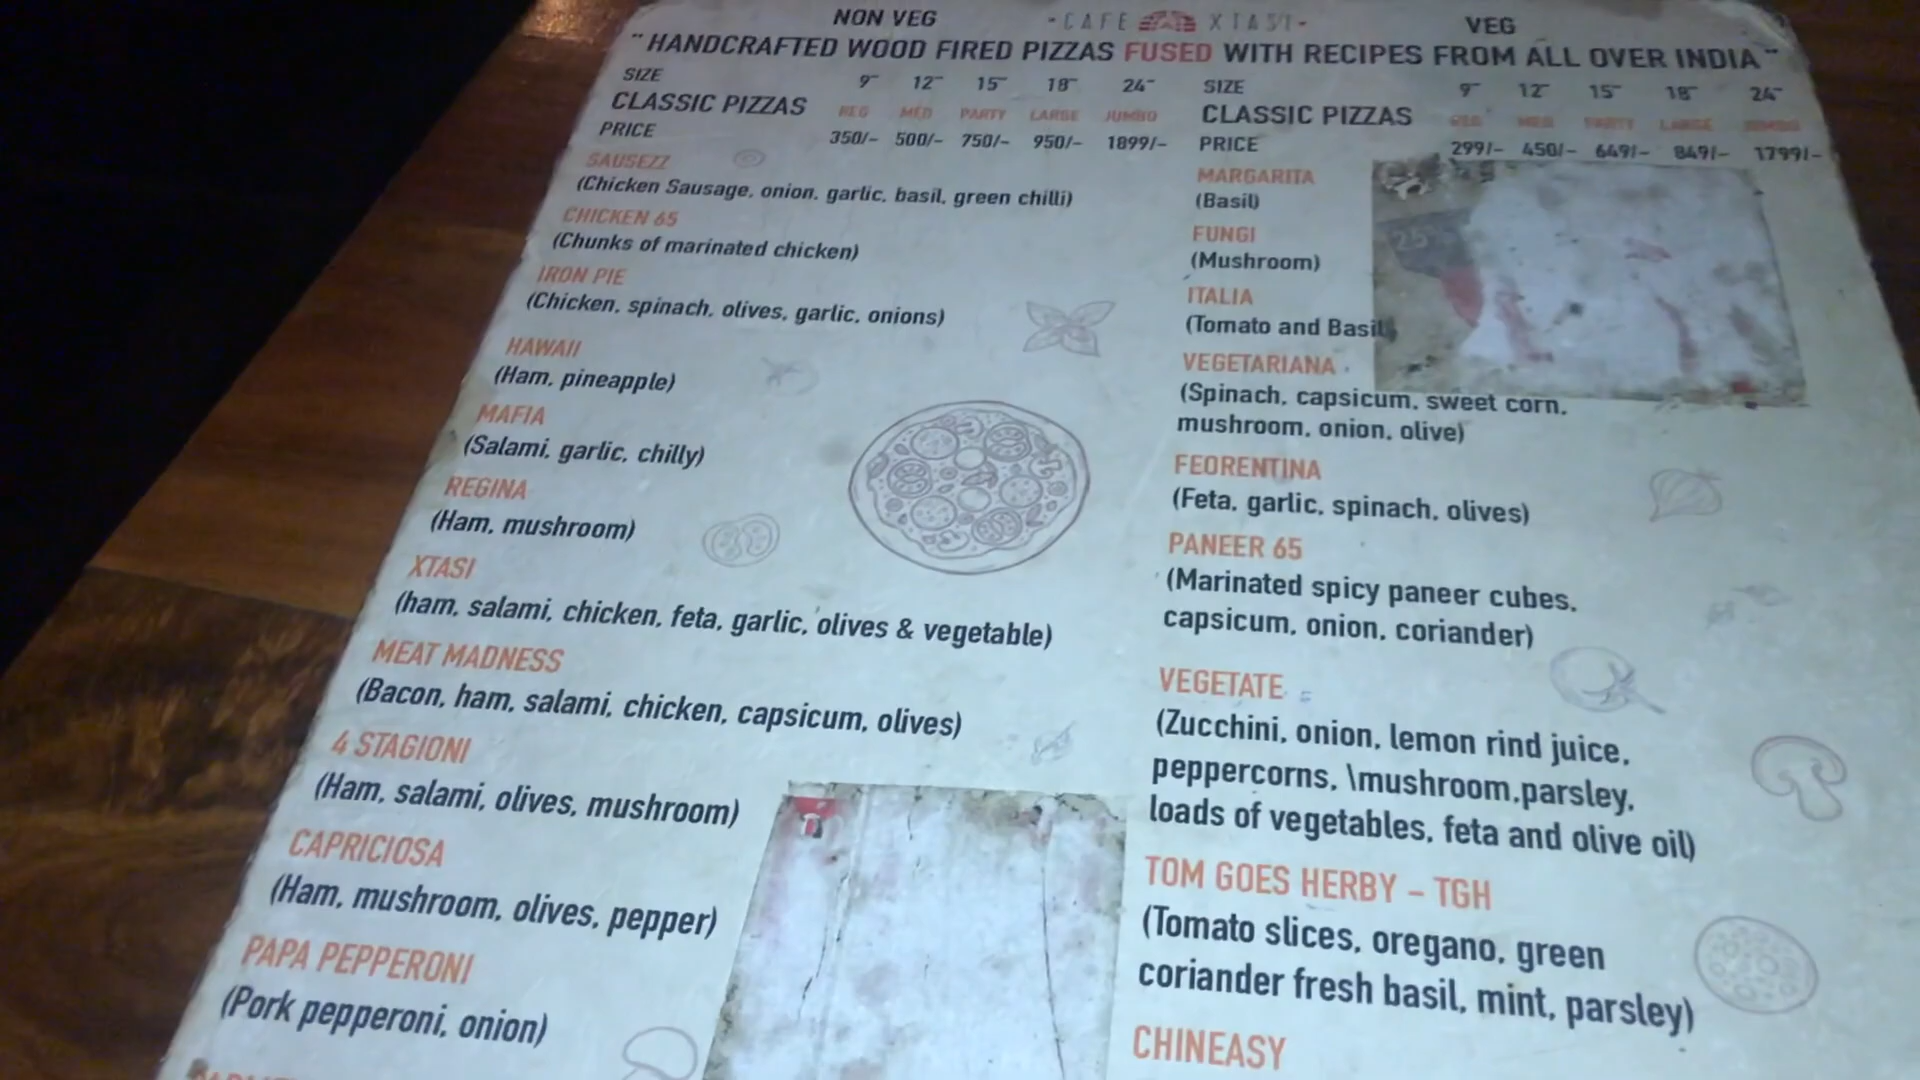 NON VEG
- CAFE XTASI -
VEG
"HANDCRAFTED WOOD FIRED PIZZAS FUSED WITH RECIPES FROM ALL OVER INDIA"
SIZE 9" 12" 15" 18" 24"
CLASSIC PIZZAS REG MED PARTY LARGE JUMBO
PRICE 350/- 500/- 750/- 950/- 1899/-
SAUSEZZ
(Chicken Sausage, onion, garlic, basil, green chilli)
CHICKEN 65
(Chunks of marinated chicken)
IRON PIE
(Chicken, spinach, olives, garlic, onions)
HAWAII
(Ham, pineapple)
MAFIA
(Salami, garlic, chilly)
REGINA
(Ham, mushroom)
XTASI
(ham, salami, chicken, feta, garlic, olives & vegetable)
MEAT MADNESS
(Bacon, ham, salami, chicken, capsicum, olives)
4 STAGIONI
(Ham, salami, olives, mushroom)
CAPRICIOSA
(Ham, mushroom, olives, pepper)
PAPA PEPPERONI
(Pork pepperoni, onion)
SIZE 9" 12" 15" 18" 24"
CLASSIC PIZZAS REG MED PARTY LARGE JUMBO
PRICE 299/- 450/- 649/- 849/- 1799/-
MARGARITA
(Basil)
FUNGI
(Mushroom)
ITALIA
(Tomato and Basil)
VEGETARIANA
(Spinach, capsicum, sweet corn,
mushroom, onion, olive)
FEORENTINA
(Feta, garlic, spinach, olives)
PANEER 65
(Marinated spicy paneer cubes,
capsicum, onion, coriander)
VEGETATE
(Zucchini, onion, lemon rind juice,
peppercorns, \mushroom,parsley,
loads of vegetables, feta and olive oil)
TOM GOES HERBY – TGH
(Tomato slices, oregano, green
coriander fresh basil, mint, parsley)
CHINEASY